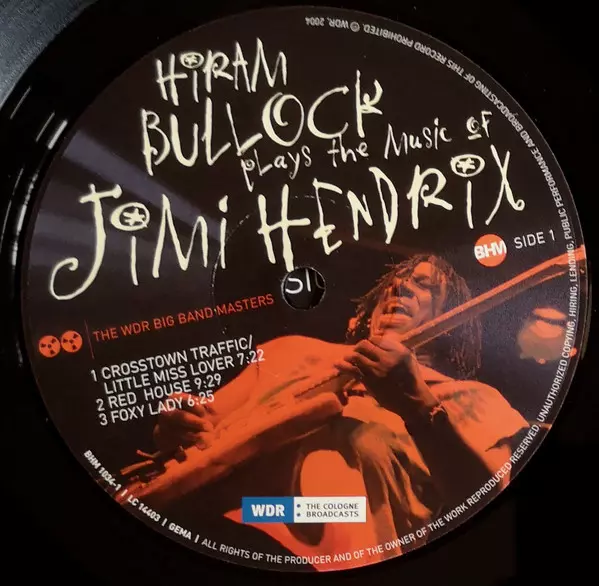 HiRAM
BULLOCK
plays the Music of
JiMi HENDRiX
BHM SIDE 1
SI
THE WDR BIG BAND MASTERS
1 CROSSTOWN TRAFFIC/
LITTLE MISS LOVER 7:22
2 RED HOUSE 9:29
3 FOXY LADY 6:25
WDR THE COLOGNE
BROADCASTS
BHM 1034-1 I LC 14403 I GEMA I ALL RIGHTS OF THE PRODUCER AND OF THE OWNER OF THE WORK REPRODUCED RESERVED. UNAUTHORIZED COPYING, HIRING, LENDING, PUBLIC PERFORMANCE AND BROADCASTING OF THIS RECORD PROHIBITED. ℗ WDR, 2004